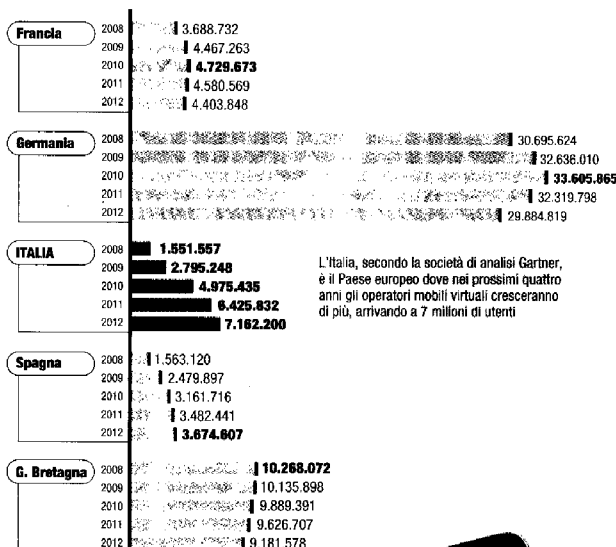 Francia
2008 3.688.732
2009 4.467.263
2010 4.729.673
2011 4.580.569
2012 4.403.848
Germania
2008 30.695.624
2009 32.636.010
2010 33.605.865
2011 32.319.798
2012 29.884.819
ITALIA
2008 1.551.557
2009 2.795.248
2010 4.975.435
2011 6.425.832
2012 7.162.200
L'Italia, secondo la società di analisi Gartner,
è il Paese europeo dove nei prossimi quattro
anni gli operatori mobili virtuali cresceranno
di più, arrivando a 7 milioni di utenti
Spagna
2008 1.563.120
2009 2.479.897
2010 3.161.716
2011 3.482.441
2012 3.674.607
G. Bretagna
2008 10.268.072
2009 10.135.898
2010 9.889.391
2011 9.626.707
2012 9.181.578